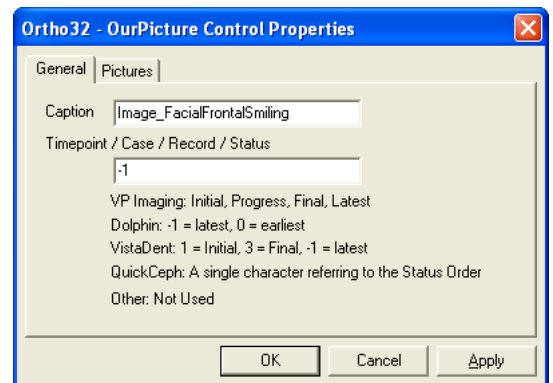 Ortho32 - OurPicture Control Properties
General Pictures
Caption Image_FacialFrontalSmiling
Timepoint / Case / Record / Status
-1
VP Imaging: Initial, Progress, Final, Latest
Dolphin: -1 = latest, 0 = earliest
VistaDent: 1 = Initial, 3 = Final, -1 = latest
QuickCeph: A single character referring to the Status Order
Other: Not Used
OK Cancel Apply